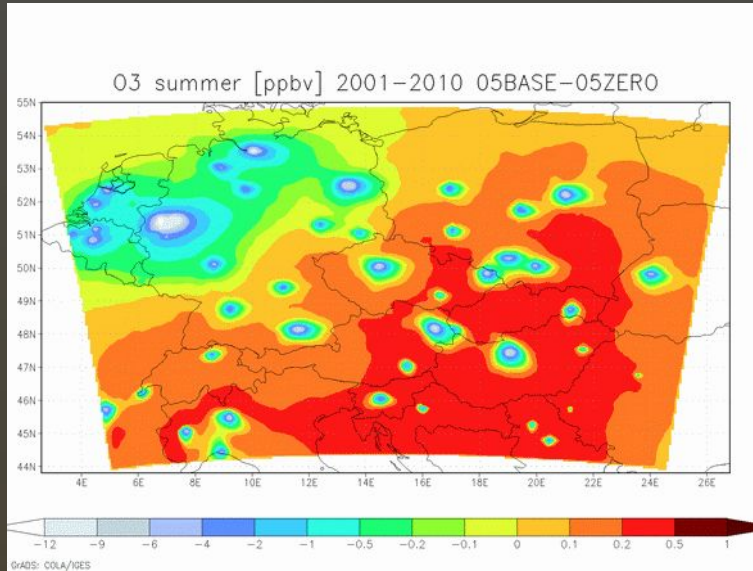 O3 summer [ppbv] 2001-2010 05BASE-05ZERO
55N
54N
53N
52N
51N
50N
49N
48N
47N
46N
45N
44N
4E 6E 8E 10E 12E 14E 16E 18E 20E 22E 24E 26E
-12 -9 -6 -4 -2 -1 -0.5 -0.2 -0.1 0 0.1 0.2 0.5 1
GrADS: COLA/IGES